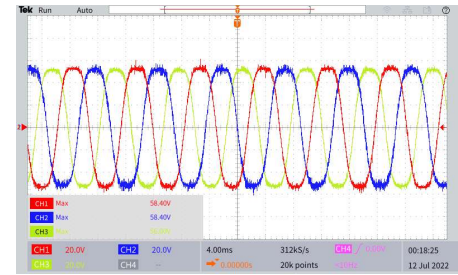 Tek Run Auto
CH1 Max 58.40V
CH2 Max 58.40V
CH3 Max
CH1 20.0V CH2 20.0V 4.00ms 312kS/s CH4 00:18:25
CH3 CH4 0.00000s 20k points 12 Jul 2022